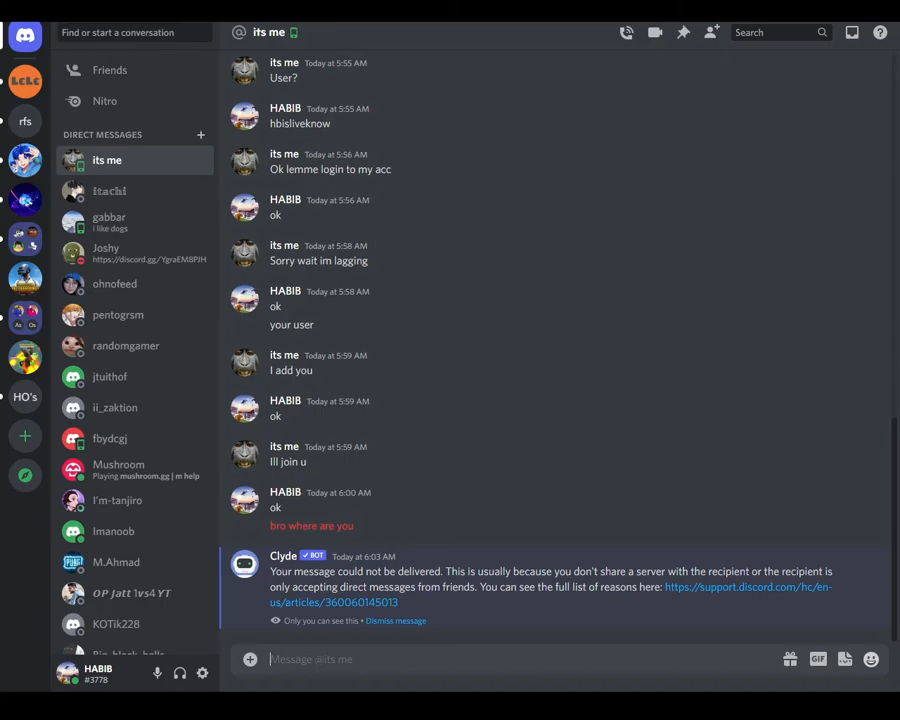 Find or start a conversation
@ its me
Search
Friends
Nitro
DIRECT MESSAGES
its me
𝕚𝕥𝕒𝕔𝕙𝕚
gabbar
I like dogs
Joshy
https://discord.gg/YgraEM8PJH
ohnofeed
pentogrsm
randomgamer
jtuithof
ii_zaktion
fbydcgj
Mushroom
Playing mushroom.gg | m help
I'm-tanjiro
Imanoob
M.Ahmad
OP Jatt 1vs4 YT
KOTik228
HABIB
#3778
LCLC
rfs
As Os
HO's
its me Today at 5:55 AM
User?
HABIB Today at 5:55 AM
hbisliveknow
its me Today at 5:56 AM
Ok lemme login to my acc
HABIB Today at 5:56 AM
ok
its me Today at 5:58 AM
Sorry wait im lagging
HABIB Today at 5:58 AM
ok
your user
its me Today at 5:59 AM
I add you
HABIB Today at 5:59 AM
ok
its me Today at 5:59 AM
Ill join u
HABIB Today at 6:00 AM
ok
bro where are you
Clyde ✓ BOT Today at 6:03 AM
Your message could not be delivered. This is usually because you don't share a server with the recipient or the recipient is
only accepting direct messages from friends. You can see the full list of reasons here: https://support.discord.com/hc/en-
us/articles/360060145013
Only you can see this • Dismiss message
Message @its me
GIF